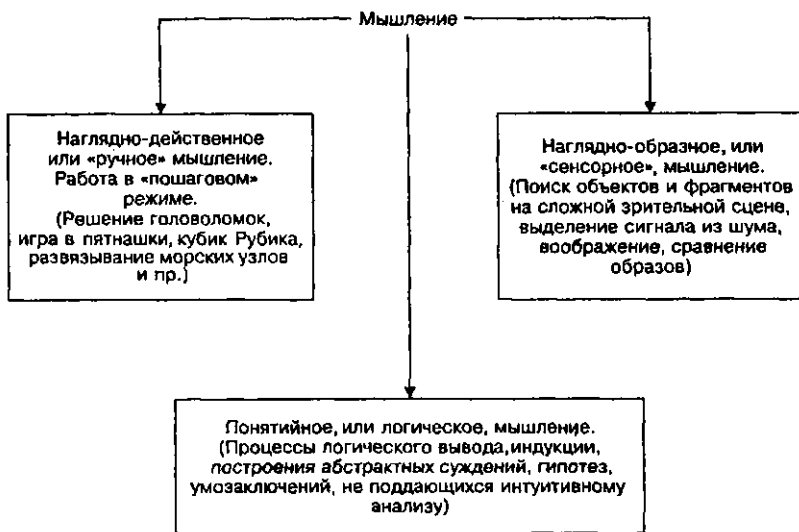 Мышление
Наглядно-действенное
или «ручное» мышление.
Работа в «пошаговом»
режиме.
(Решение головоломок,
игра в пятнашки, кубик Рубика,
развязывание морских узлов
и пр.)
Наглядно-образное, или
«сенсорное», мышление.
(Поиск объектов и фрагментов
на сложной зрительной сцене,
выделение сигнала из шума,
воображение, сравнение
образов)
Понятийное, или логическое, мышление.
(Процессы логического вывода, индукции,
построения абстрактных суждений, гипотез,
умозаключений, не поддающихся интуитивному
анализу)